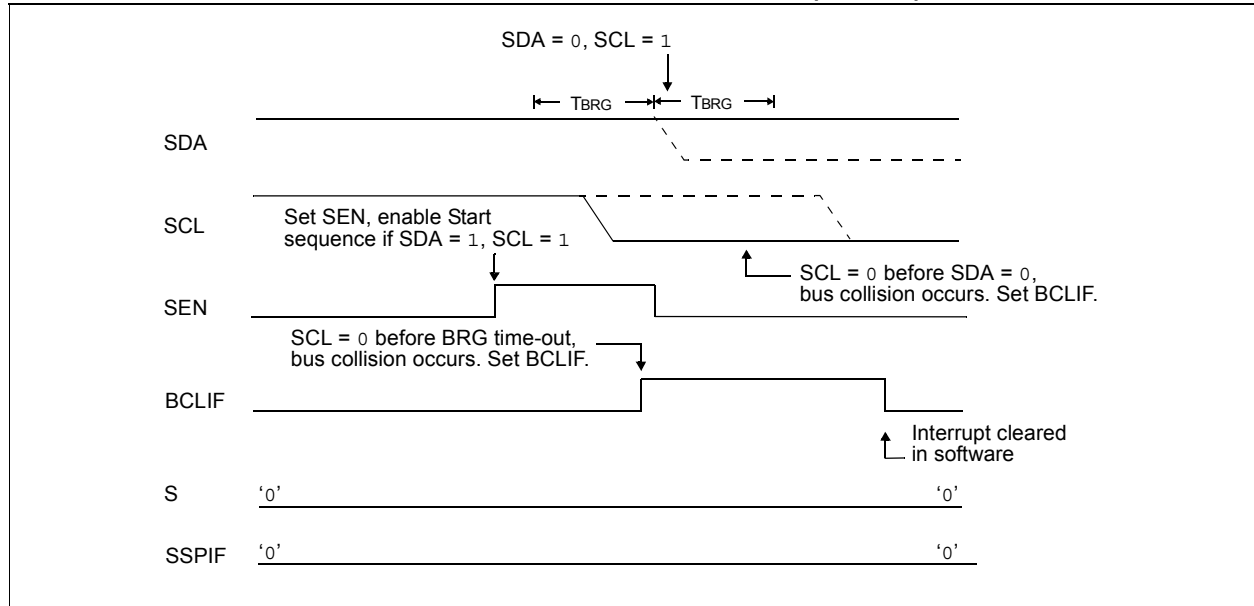 SDA = 0, SCL = 1
TBRG TBRG
SDA
SCL
Set SEN, enable Start
sequence if SDA = 1, SCL = 1
SCL = 0 before SDA = 0,
bus collision occurs. Set BCLIF.
SEN
SCL = 0 before BRG time-out,
bus collision occurs. Set BCLIF.
BCLIF
Interrupt cleared
in software
S ‘0’ ‘0’
SSPIF ‘0’ ‘0’